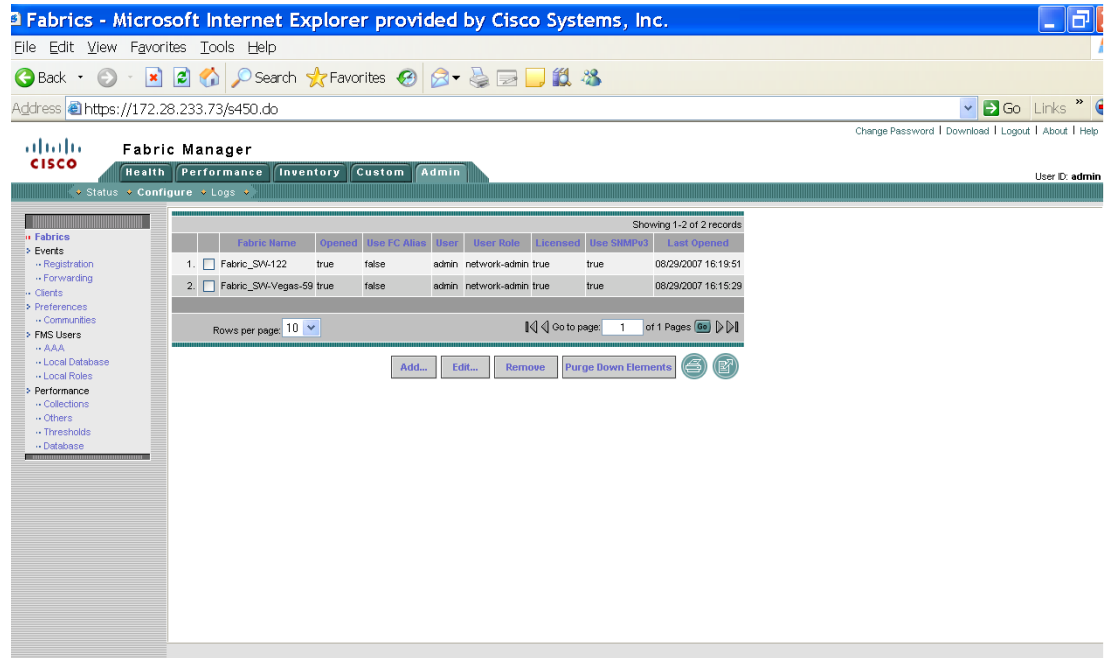 Fabrics - Microsoft Internet Explorer provided by Cisco Systems, Inc.
File Edit View Favorites Tools Help
Back Search Favorites
Address https://172.28.233.73/s450.do Go Links »
Change Password | Download | Logout | About | Help
CISCO Fabric Manager
Health Performance Inventory Custom Admin
User ID: admin
Status Configure Logs
Fabrics
Events
Registration
Forwarding
Clients
Preferences
Communities
FMS Users
AAA
Local Database
Local Roles
Performance
Collections
Others
Thresholds
Database
Showing 1-2 of 2 records
Fabric Name Opened Use FC Alias User User Role Licensed Use SNMPv3 Last Opened
1. Fabric_SW-122 true false admin network-admin true true 08/29/2007 16:19:51
2. Fabric_SW-Vegas-59 true false admin network-admin true true 08/29/2007 16:15:29
Rows per page: 10 Go to page: 1 of 1 Pages Go
Add... Edit... Remove Purge Down Elements